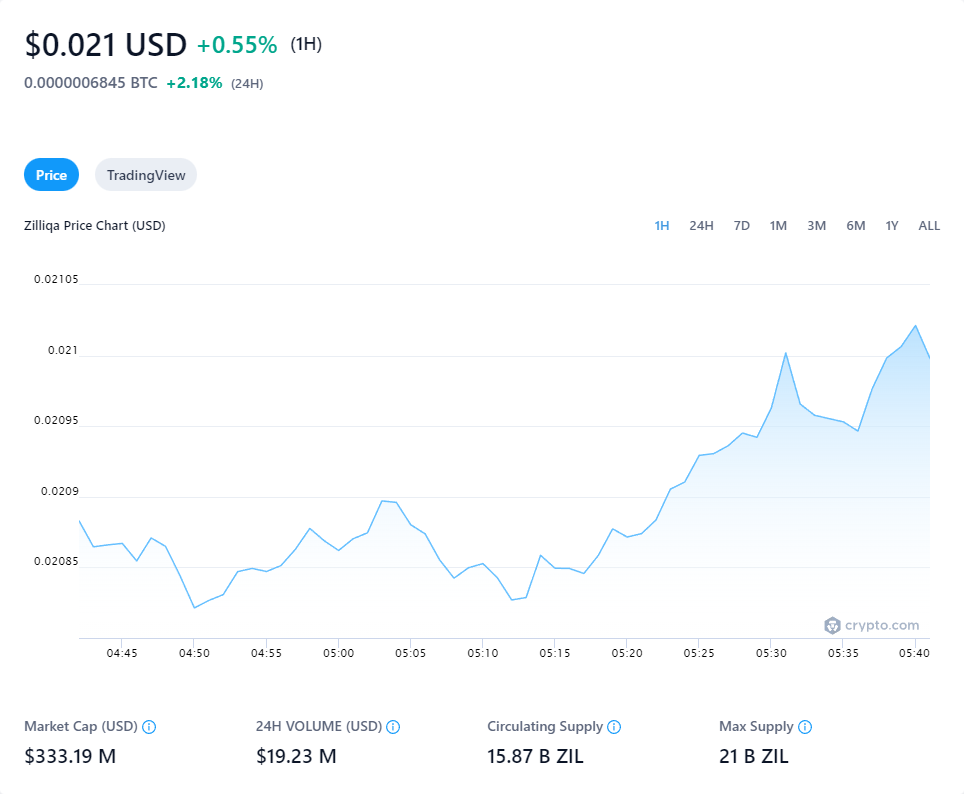 $0.021 USD +0.55% (1H)
0.0000006845 BTC +2.18% (24H)
Price TradingView
Zilliqa Price Chart (USD) 1H 24H 7D 1M 3M 6M 1Y ALL
0.02105
0.021
0.02095
0.0209
0.02085
crypto.com
04:45 04:50 04:55 05:00 05:05 05:10 05:15 05:20 05:25 05:30 05:35 05:40
Market Cap (USD) 24H VOLUME (USD) Circulating Supply Max Supply
$333.19 M $19.23 M 15.87 B ZIL 21 B ZIL